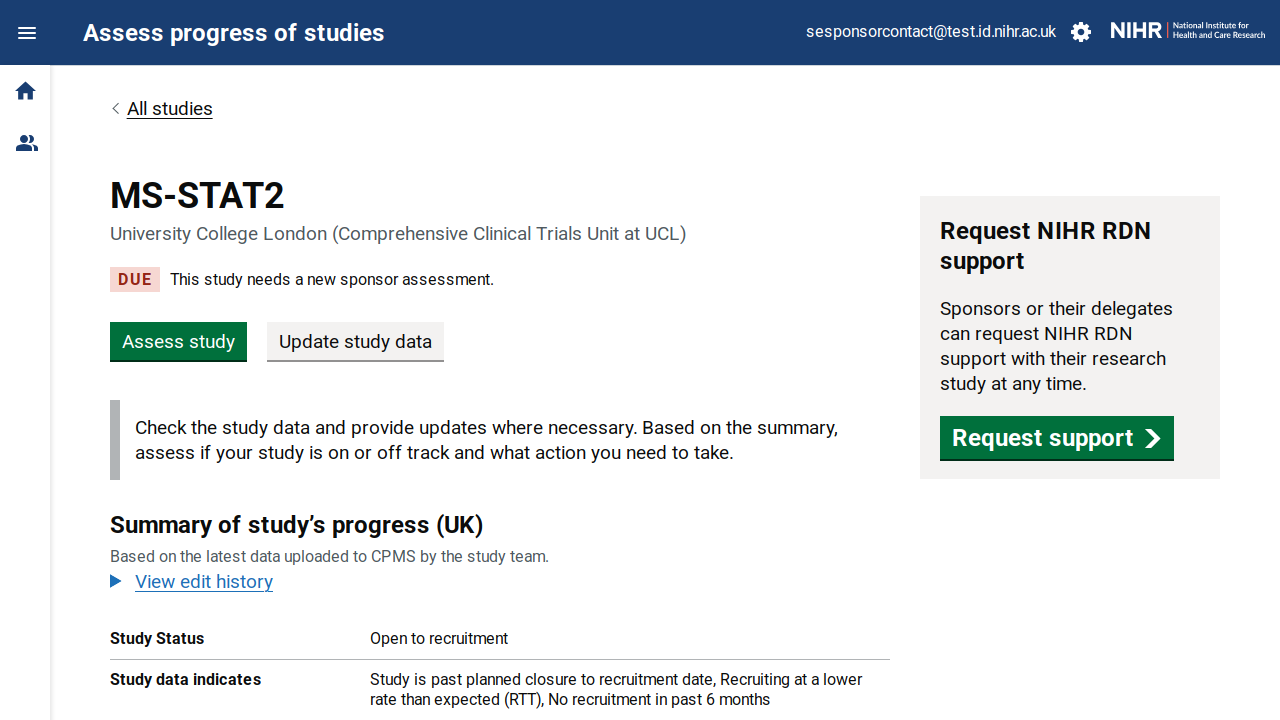 Assess progress of studies
sesponsorcontact@test.id.nihr.ac.uk
NIHR
National Institute for
Health and Care Research
All studies
MS-STAT2
University College London (Comprehensive Clinical Trials Unit at UCL)
DUE This study needs a new sponsor assessment.
Assess study
Update study data
Check the study data and provide updates where necessary. Based on the summary,
assess if your study is on or off track and what action you need to take.
Summary of study’s progress (UK)
Based on the latest data uploaded to CPMS by the study team.
View edit history
Study Status Open to recruitment
Study data indicates Study is past planned closure to recruitment date, Recruiting at a lower
rate than expected (RTT), No recruitment in past 6 months
Request NIHR RDN
support
Sponsors or their delegates
can request NIHR RDN
support with their research
study at any time.
Request support